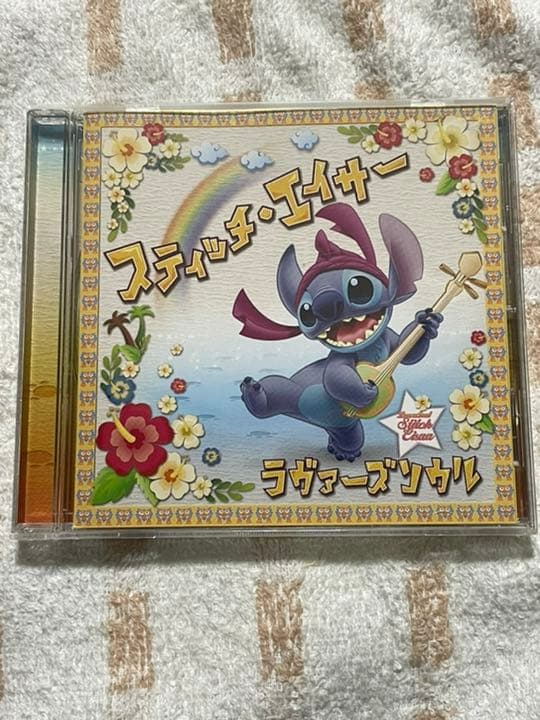 スティッチ・エイサー
Stitch
Eisaa
ラヴァーズソウル